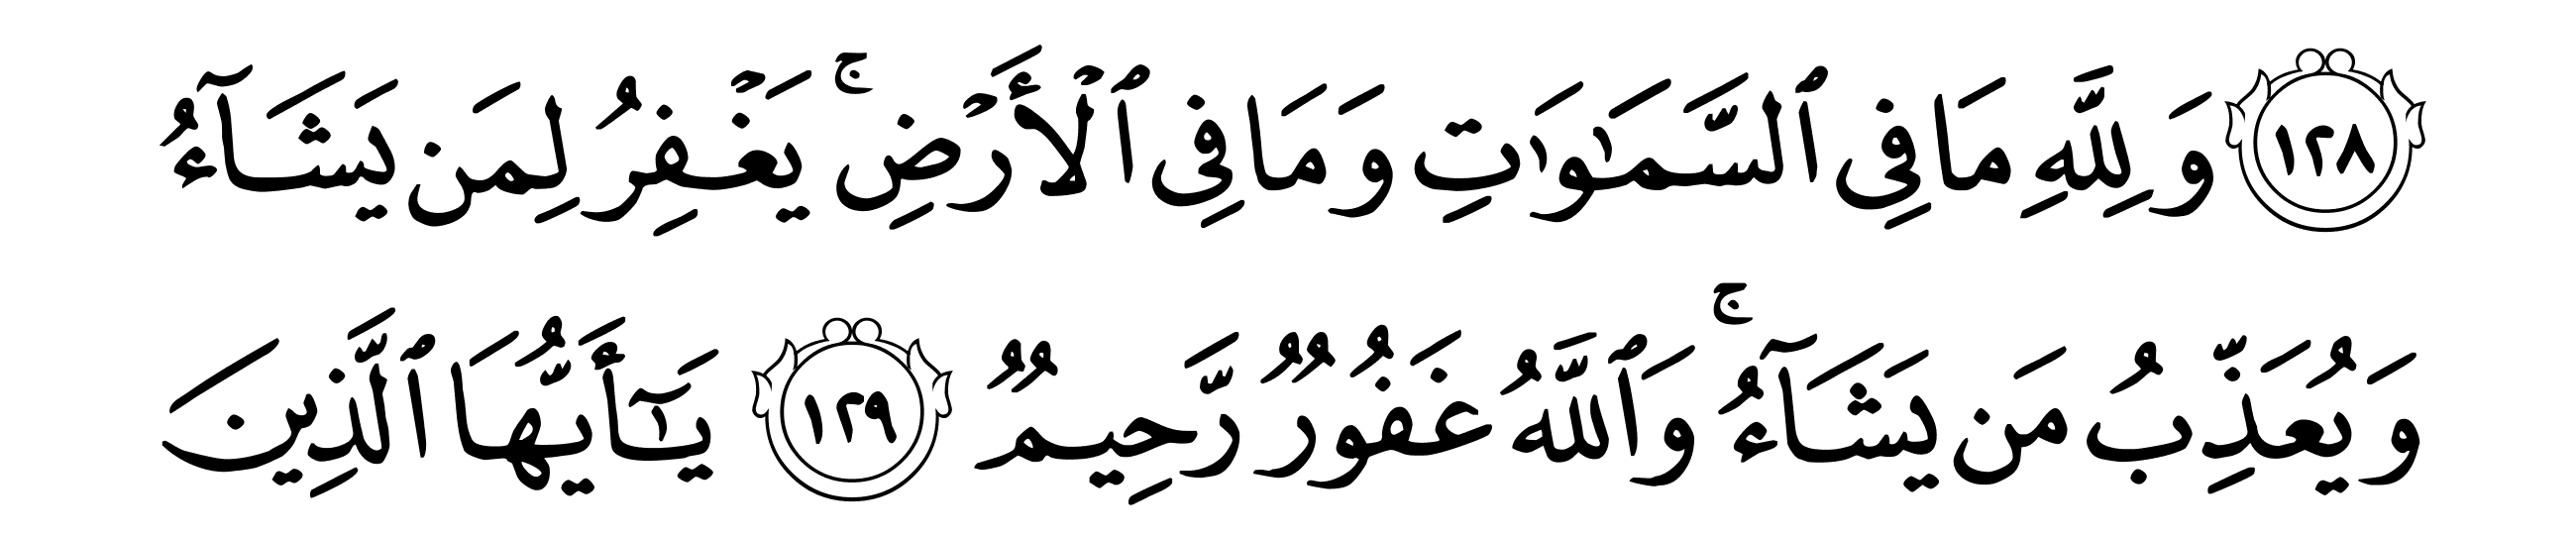 ١٢٨ وَلِلَّهِ مَا فِي ٱلسَّمَٰوَٰتِ وَمَا فِي ٱلۡأَرۡضِۚ يَغۡفِرُ لِمَن يَشَآءُ
وَيُعَذِّبُ مَن يَشَآءُۚ وَٱللَّهُ غَفُورٞ رَّحِيمٞ ١٢٩ يَٰٓأَيُّهَا ٱلَّذِينَ